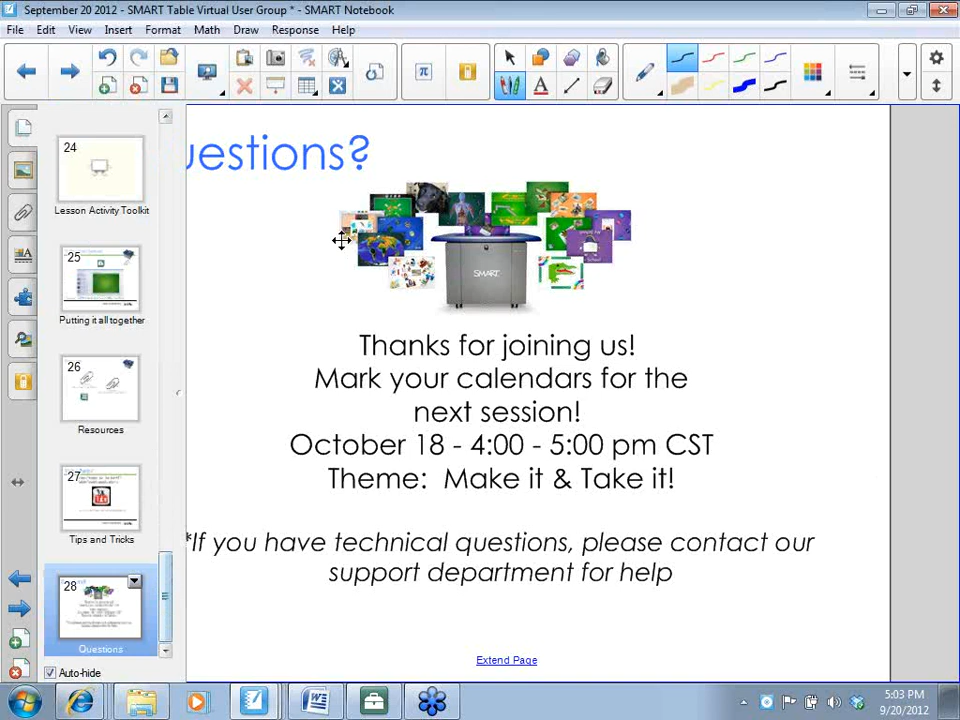 September 20 2012 - SMART Table Virtual User Group * - SMART Notebook
File Edit View Insert Format Math Draw Response Help
24
Lesson Activity Toolkit
25
Putting it all together
26
Resources
27
Tips and Tricks
28
Questions
Auto-hide
uestions?
SMART
Thanks for joining us!
Mark your calendars for the
next session!
October 18 - 4:00 - 5:00 pm CST
Theme: Make it & Take it!
*If you have technical questions, please contact our
support department for help
Extend Page
5:03 PM
9/20/2012